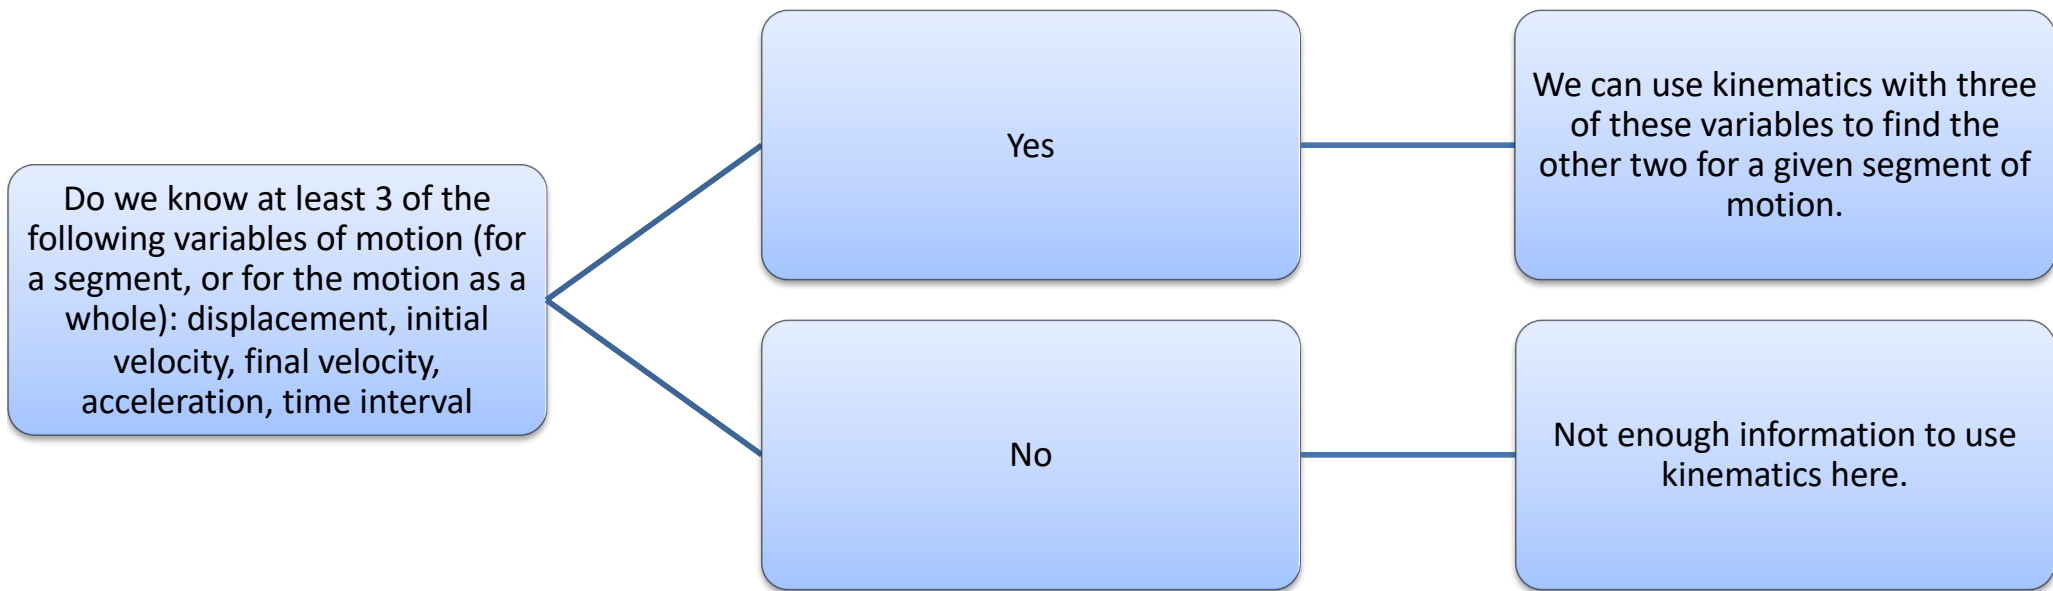 Do we know at least 3 of the
following variables of motion (for
a segment, or for the motion as a
whole): displacement, initial
velocity, final velocity,
acceleration, time interval
Yes
We can use kinematics with three
of these variables to find the
other two for a given segment of
motion.
No
Not enough information to use
kinematics here.